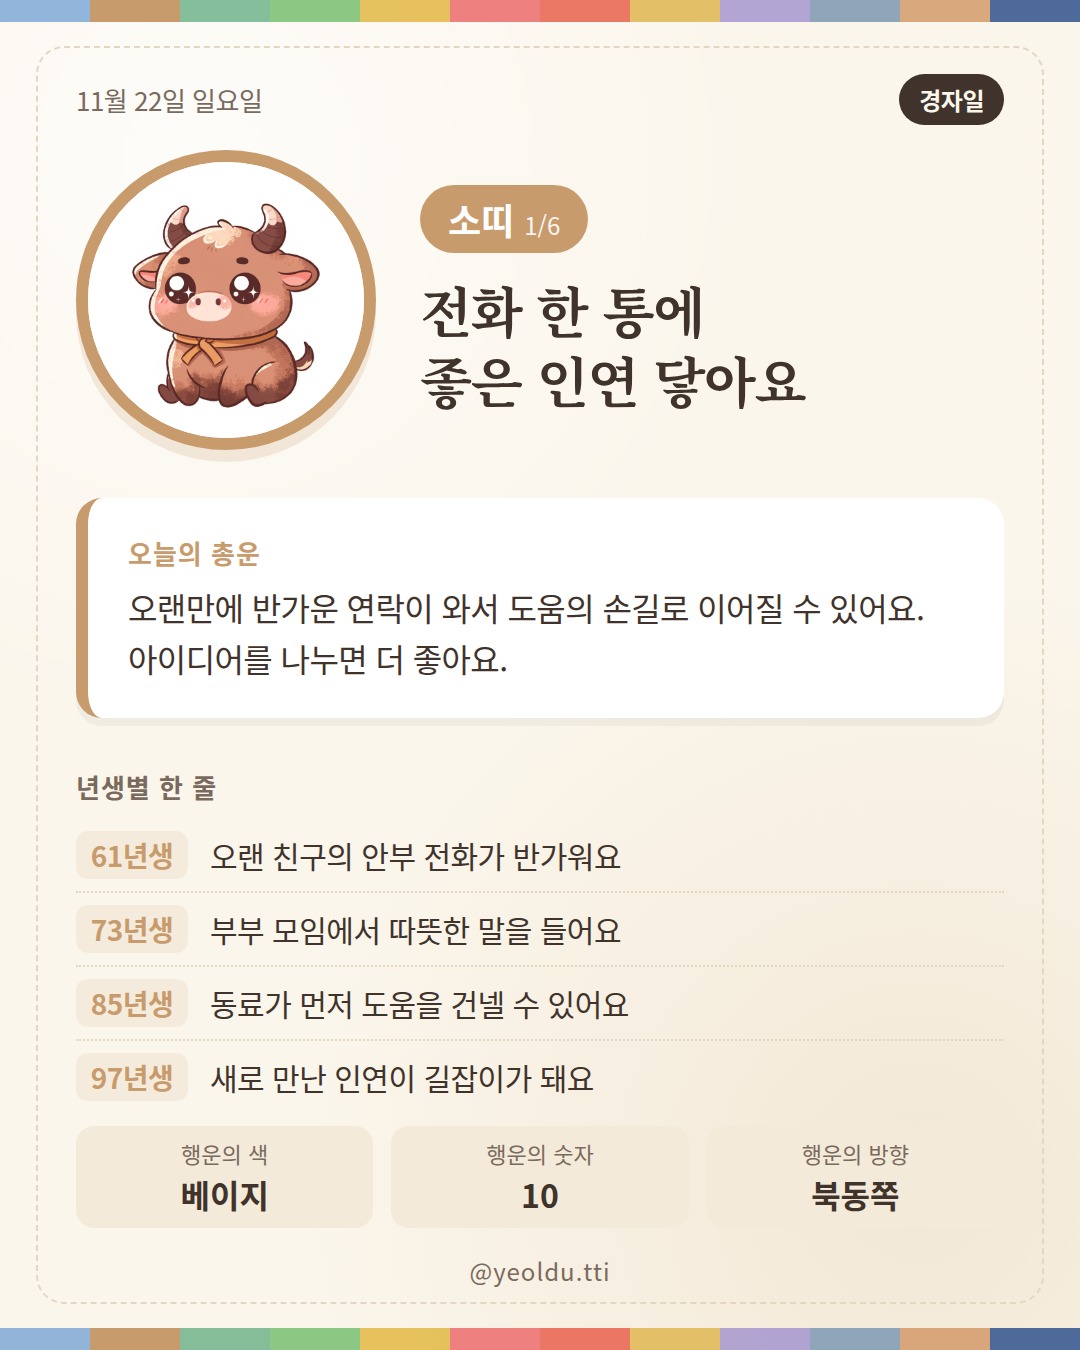 11월 22일 일요일
경자일
소띠 1/6
전화 한 통에
좋은 인연 닿아요
오늘의 총운
오랜만에 반가운 연락이 와서 도움의 손길로 이어질 수 있어요.
아이디어를 나누면 더 좋아요.
년생별 한 줄
61년생 오랜 친구의 안부 전화가 반가워요
73년생 부부 모임에서 따뜻한 말을 들어요
85년생 동료가 먼저 도움을 건넬 수 있어요
97년생 새로 만난 인연이 길잡이가 돼요
행운의 색
베이지
행운의 숫자
10
행운의 방향
북동쪽
@yeoldu.tti